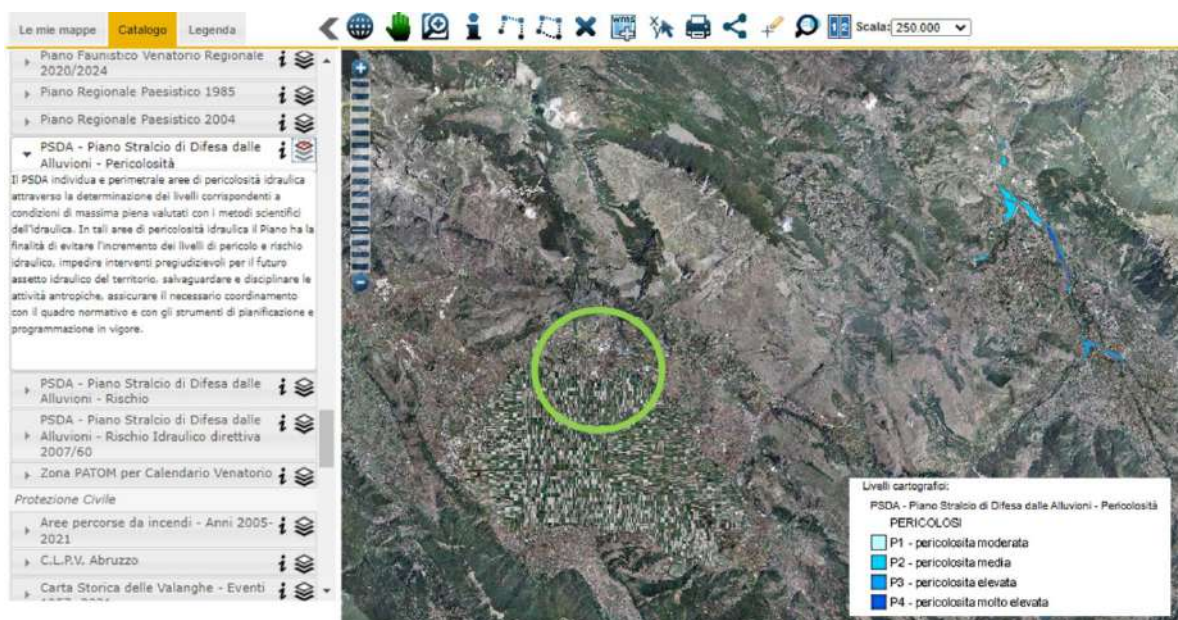 Le mie mappe
Catalogo
Legenda
wms
Scala: 250.000
Piano Faunistico Venatorio Regionale
2020/2024
Piano Regionale Paesistico 1985
Piano Regionale Paesistico 2004
PSDA - Piano Stralcio di Difesa dalle
Alluvioni - Pericolosità
Il PSDA individua e perimetrale aree di pericolosità idraulica
attraverso la determinazione dei livelli corrispondenti a
condizioni di massima piena valutati con i metodi scientifici
dell'idraulica. In tali aree di pericolosità idraulica il Piano ha la
finalità di evitare l'incremento dei livelli di pericolo e rischio
idraulico, impedire interventi pregiudizievoli per il futuro
assetto idraulico del territorio, salvaguardare e disciplinare le
attività antropiche, assicurare il necessario coordinamento
con il quadro normativo e con gli strumenti di pianificazione e
programmazione in vigore.
PSDA - Piano Stralcio di Difesa dalle
Alluvioni - Rischio
PSDA - Piano Stralcio di Difesa dalle
Alluvioni - Rischio Idraulico direttiva
2007/60
Zona PATOM per Calendario Venatorio
Protezione Civile
Aree percorse da incendi - Anni 2005-
2021
C.L.P.V. Abruzzo
Carta Storica delle Valanghe - Eventi
Livelli cartografici:
PSDA - Piano Stralcio di Difesa dalle Alluvioni - Pericolosità
PERICOLOSI
P1 - pericolosita moderata
P2 - pericolosita media
P3 - pericolosita elevata
P4 - pericolosita molto elevata